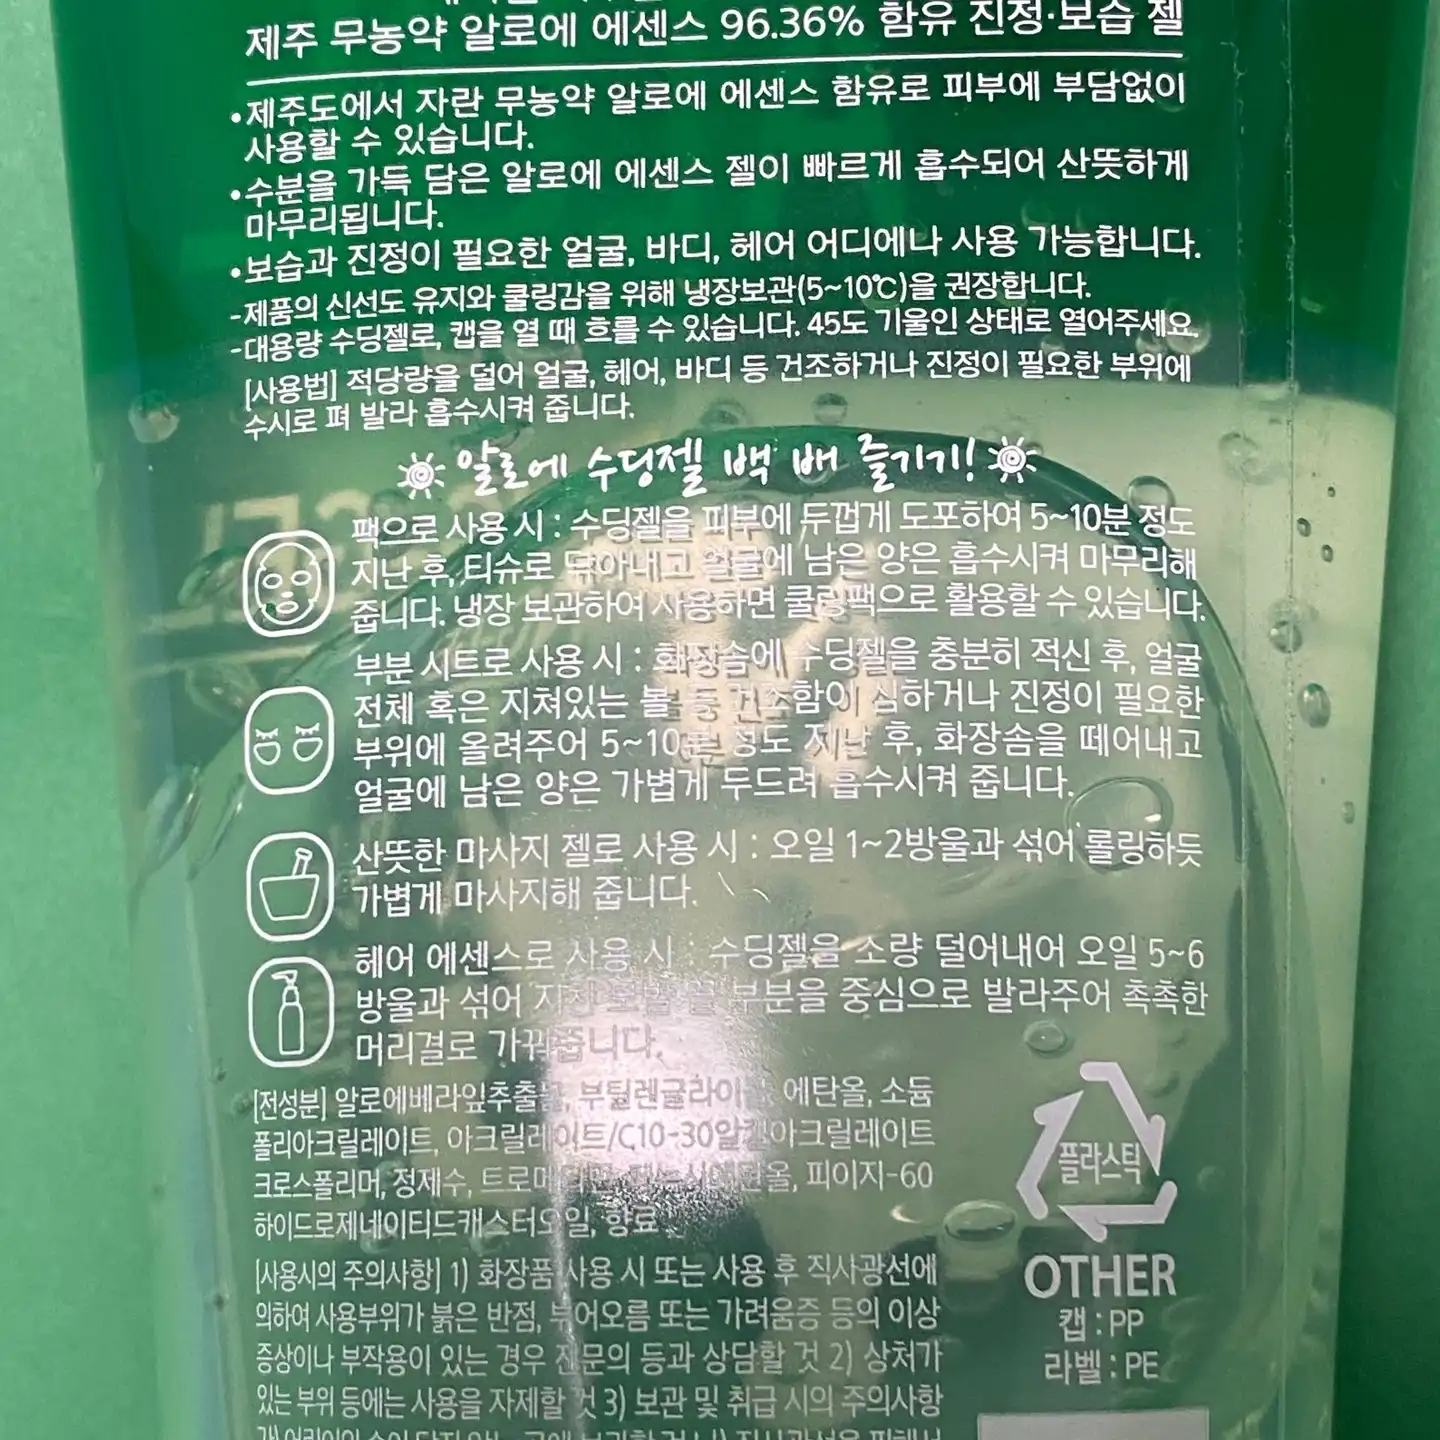 제주 무농약 알로에 에센스 96.36% 함유 진정·보습 젤
•제주도에서 자란 무농약 알로에 에센스 함유로 피부에 부담없이
사용할 수 있습니다.
•수분을 가득 담은 알로에 에센스 젤이 빠르게 흡수되어 산뜻하게
마무리됩니다.
•보습과 진정이 필요한 얼굴, 바디, 헤어 어디에나 사용 가능합니다.
-제품의 신선도 유지와 쿨링감을 위해 냉장보관(5~10℃)을 권장합니다.
-대용량 수딩젤로, 캡을 열 때 흐를 수 있습니다. 45도 기울인 상태로 열어주세요.
[사용법] 적당량을 덜어 얼굴, 헤어, 바디 등 건조하거나 진정이 필요한 부위에
수시로 펴 발라 흡수시켜 줍니다.
알로에 수딩젤 백 배 즐기기!
팩으로 사용 시 : 수딩젤을 피부에 두껍게 도포하여 5~10분 정도
지난 후, 티슈로 닦아내고 얼굴에 남은 양은 흡수시켜 마무리해
줍니다. 냉장 보관하여 사용하면 쿨링팩으로 활용할 수 있습니다.
부분 시트로 사용 시 : 화장솜에 수딩젤을 충분히 적신 후, 얼굴
전체 혹은 지쳐있는 볼 등 건조함이 심하거나 진정이 필요한
부위에 올려주어 5~10분 정도 지난 후, 화장솜을 떼어내고
얼굴에 남은 양은 가볍게 두드려 흡수시켜 줍니다.
산뜻한 마사지 젤로 사용 시 : 오일 1~2방울과 섞어 롤링하듯
가볍게 마사지해 줍니다.
헤어 에센스로 사용 시 : 수딩젤을 소량 덜어내어 오일 5~6
방울과 섞어 부분을 중심으로 발라주어 촉촉한
머리결로 가꿔줍니다.
[전성분] 알로에베라잎추출물, 부틸렌글라이콜, 에탄올, 소듐
폴리아크릴레이트, 아크릴레이트/C10-30알킬아크릴레이트
크로스폴리머, 정제수, 피이지-60
하이드로제네이티드캐스터오일, 향료
[사용시의 주의사항] 1) 화장품 사용 시 또는 사용 후 직사광선에
의하여 사용부위가 붉은 반점, 부어오름 또는 가려움증 등의 이상
증상이나 부작용이 있는 경우 전문의 등과 상담할 것 2) 상처가
있는 부위 등에는 사용을 자제할 것 3) 보관 및 취급 시의 주의사항
플라스틱
OTHER
캡 : PP
라벨 : PE